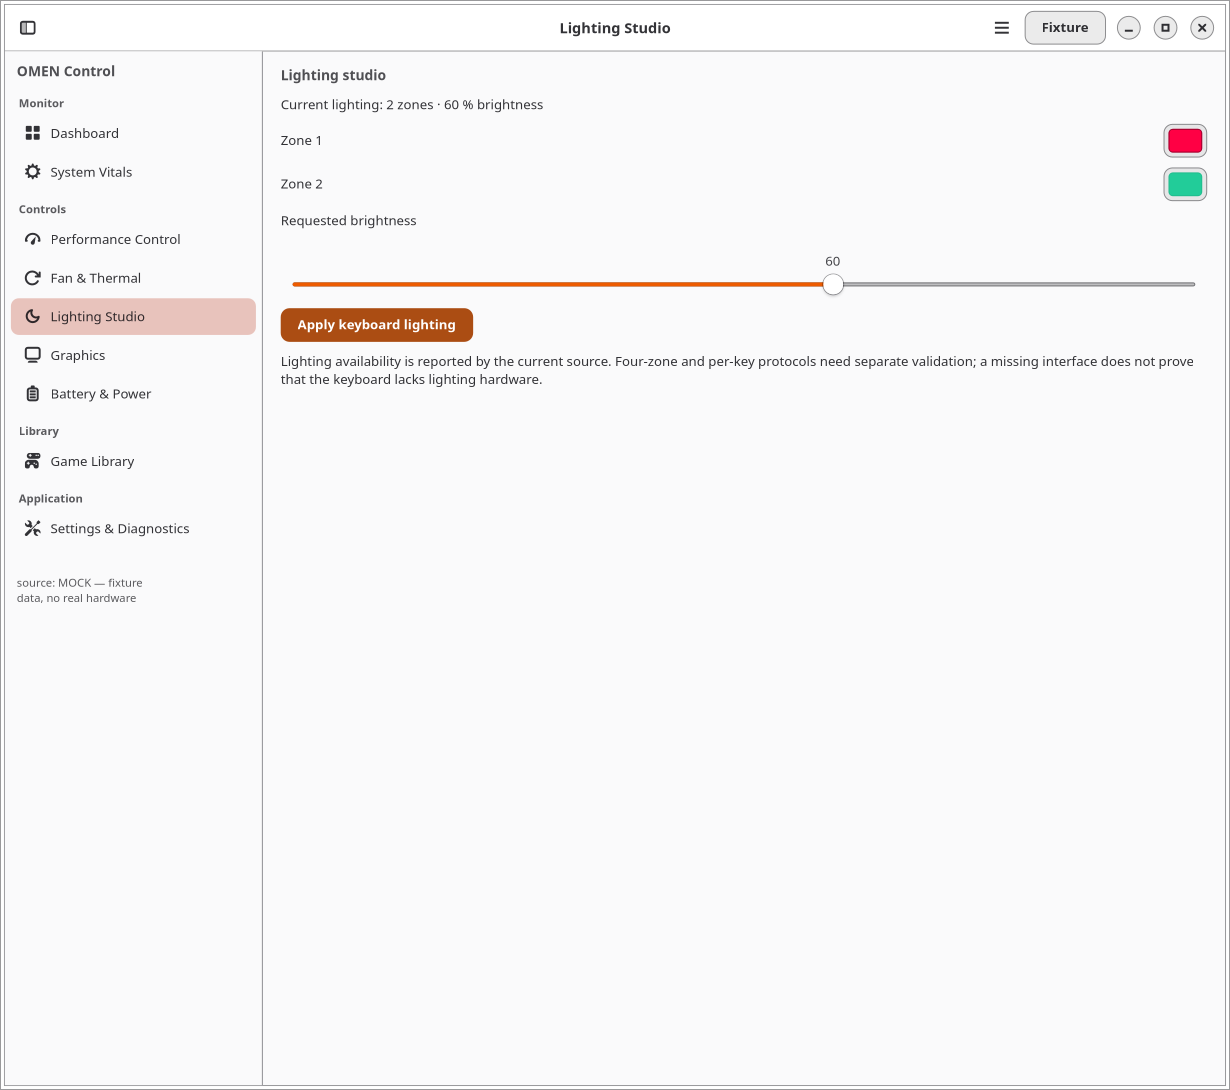 Lighting Studio
Fixture
OMEN Control
Monitor
Dashboard
System Vitals
Controls
Performance Control
Fan & Thermal
Lighting Studio
Graphics
Battery & Power
Library
Game Library
Application
Settings & Diagnostics
source: MOCK — fixture
data, no real hardware
Lighting studio
Current lighting: 2 zones · 60 % brightness
Zone 1
Zone 2
Requested brightness
60
Apply keyboard lighting
Lighting availability is reported by the current source. Four-zone and per-key protocols need separate validation; a missing interface does not prove
that the keyboard lacks lighting hardware.